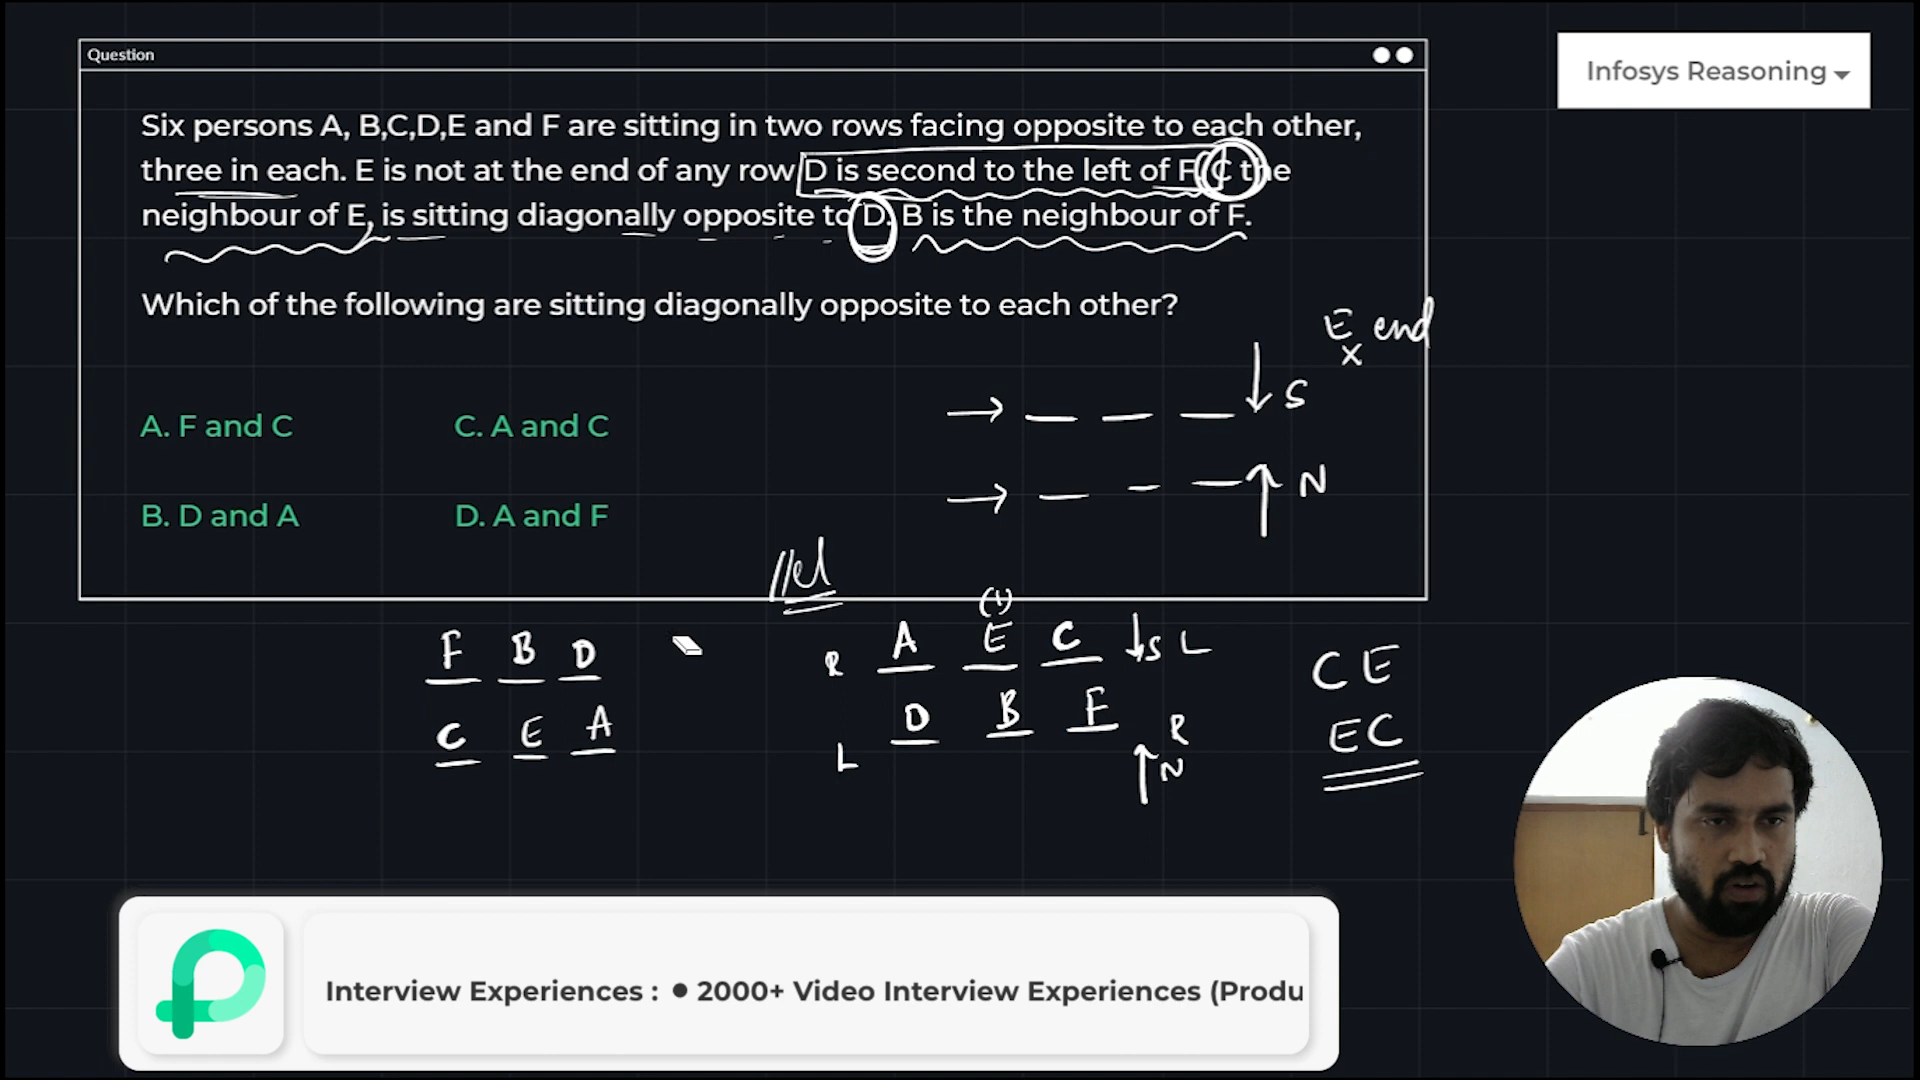 Question
Infosys Reasoning
Six persons A, B,C,D,E and F are sitting in two rows facing opposite to each other,
three in each. E is not at the end of any row D is second to the left of F. C the
neighbour of E, is sitting diagonally opposite to D. B is the neighbour of F.
Which of the following are sitting diagonally opposite to each other?
E end
x
S
A. F and C C. A and C
N
B. D and A D. A and F
//el
(1)
F B D R A E C S L C E
C E A L D B F R N E C
Interview Experiences : ● 2000+ Video Interview Experiences (Produ